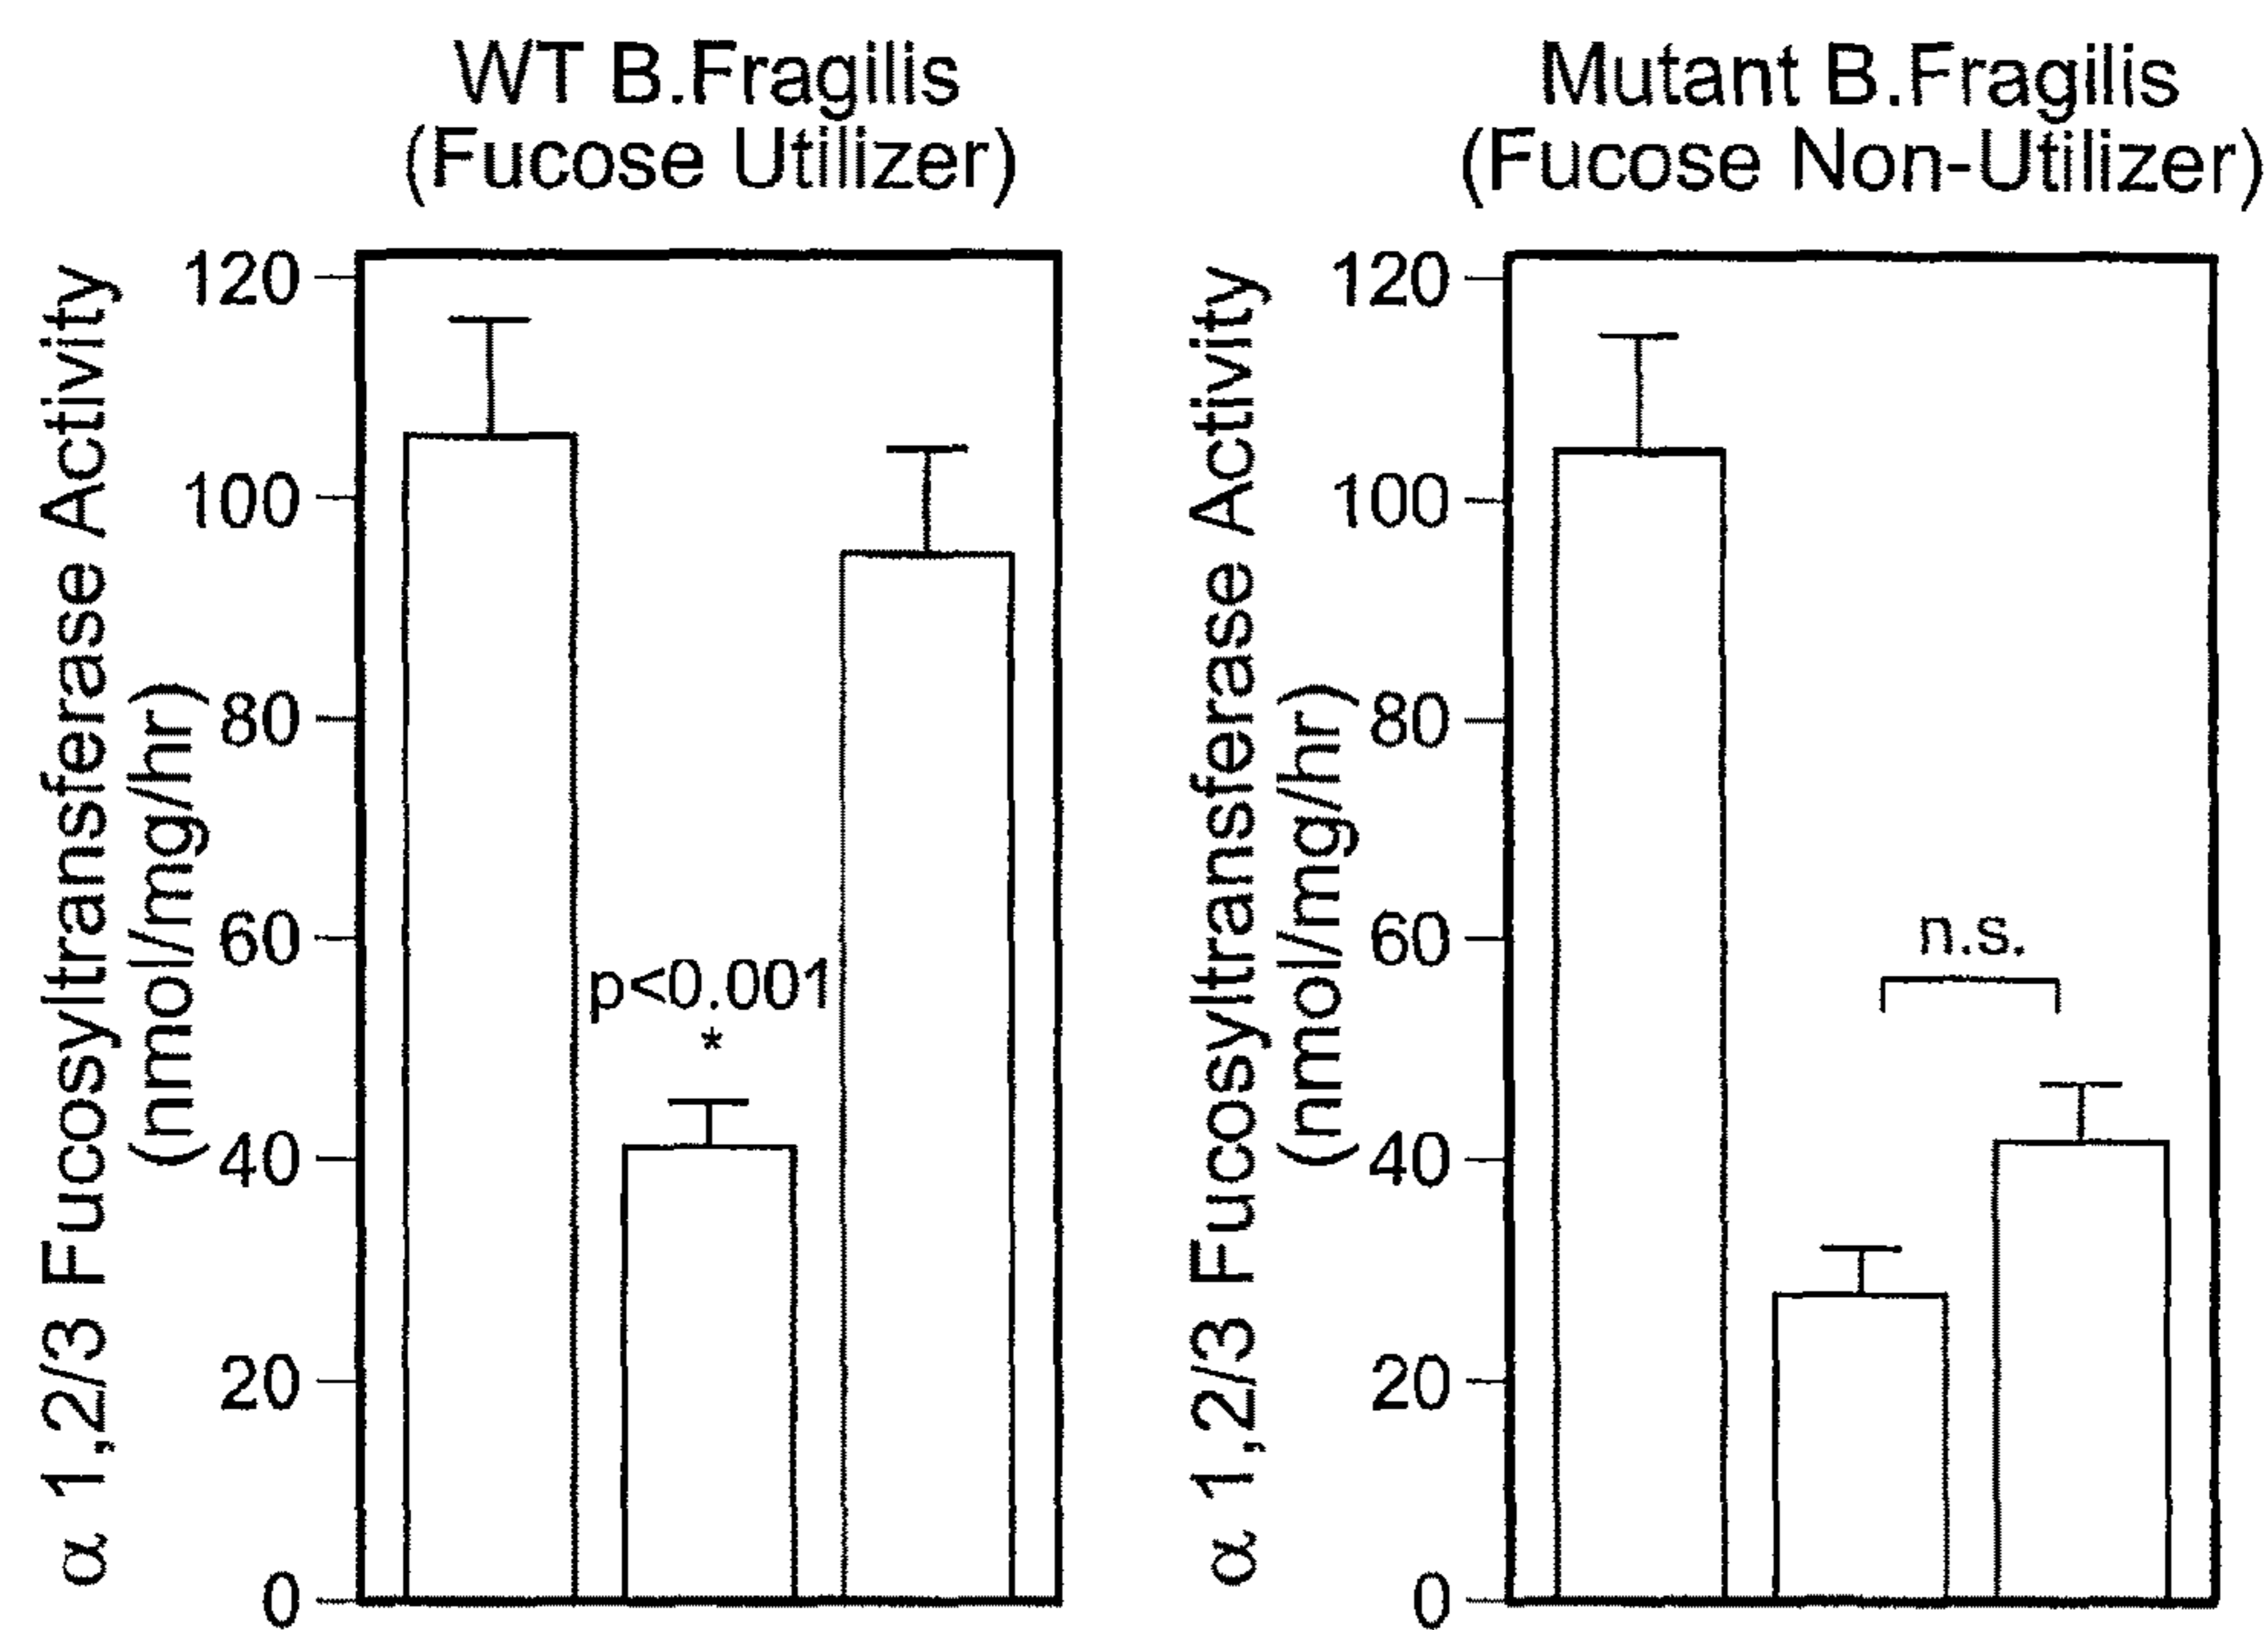 WT B.Fragilis
(Fucose Utilizer)
α 1,2/3 Fucosyltransferase Activity
(nmol/mg/hr)
120
100
80
60
40
20
0
p<0.001
*
Mutant B.Fragilis
(Fucose Non-Utilizer)
α 1,2/3 Fucosyltransferase Activity
(nmol/mg/hr)
120
100
80
60
40
20
0
n.s.